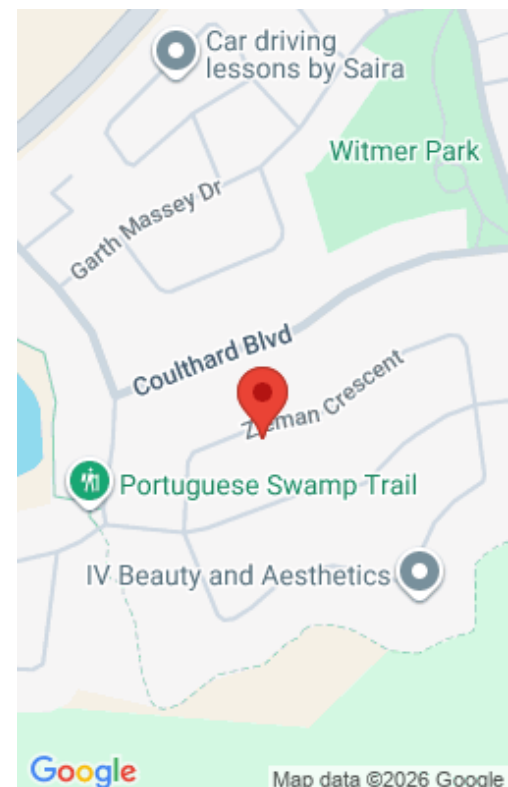 Car driving
lessons by Saira
Witmer Park
Garth Massey Dr
Coulthard Blvd
Crescent
Portuguese Swamp Trail
IV Beauty and Aesthetics
Google
Map data ©2026 Google